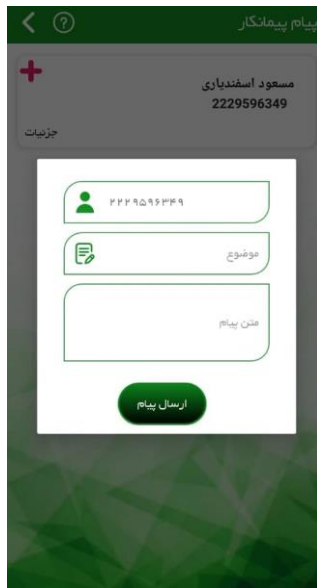 پیام پیمانکار
مسعود اسفندیاری
2229596349
جزئیات
۲۲۲۹۵۹۶۳۴۹
موضوع
متن پیام
ارسال پیام